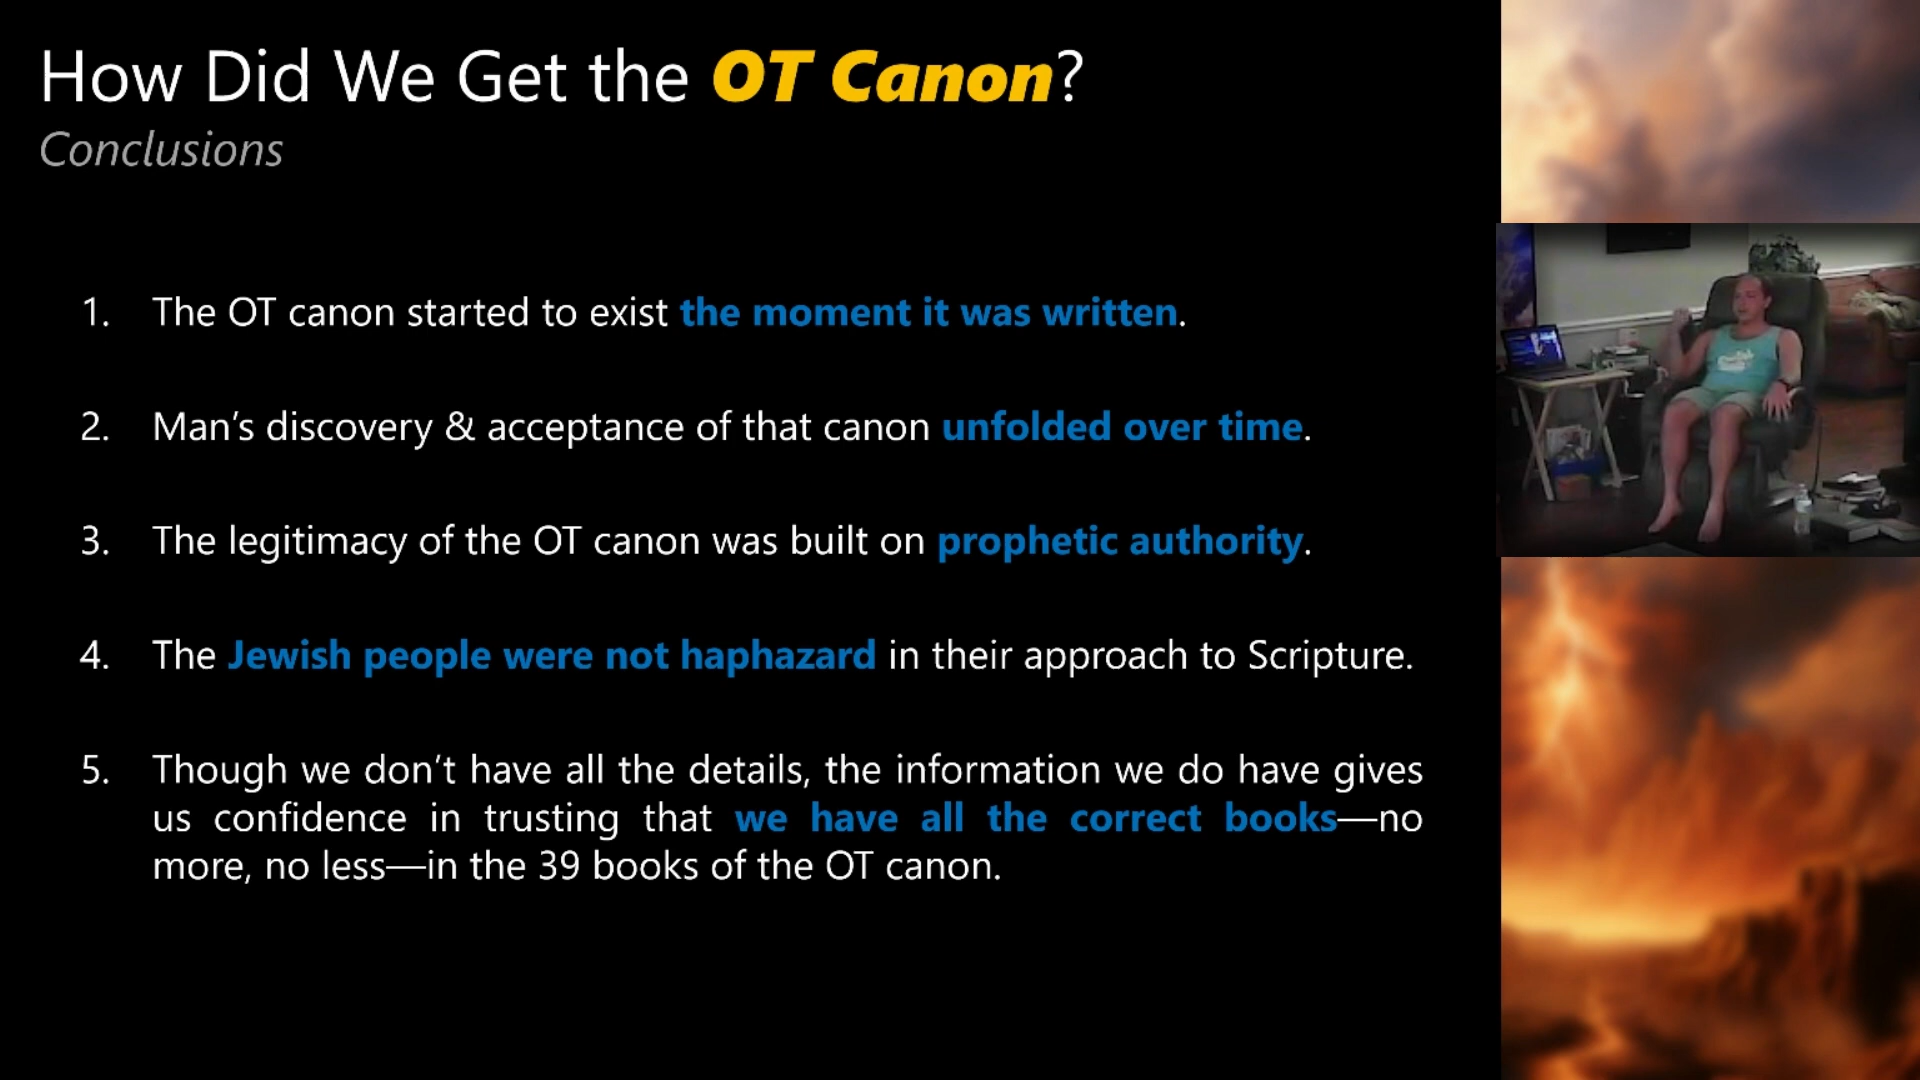 How Did We Get the OT Canon?
Conclusions
1. The OT canon started to exist the moment it was written.
2. Man’s discovery & acceptance of that canon unfolded over time.
3. The legitimacy of the OT canon was built on prophetic authority.
4. The Jewish people were not haphazard in their approach to Scripture.
5. Though we don’t have all the details, the information we do have gives
us confidence in trusting that we have all the correct books—no
more, no less—in the 39 books of the OT canon.